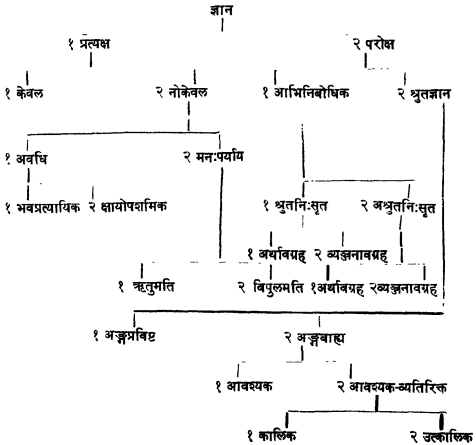 ज्ञान
१ प्रत्यक्ष २ परोक्ष
१ केवल २ नोकेवल १ आभिनिबोधिक २ श्रुतज्ञान
१ अवधि २ मनःपर्याय
१ भवप्रत्यायिक २ क्षायोपशमिक १ श्रुतनिःसृत २ अश्रुतनिःसृत
१ अर्थावग्रह २ व्यञ्जनावग्रह
१ ऋतुमति २ विपुलमति १अर्थावग्रह २व्यञ्जनावग्रह
१ अङ्गप्रविष्ट २ अङ्गबाह्य
१ आवश्यक २ आवश्यक-व्यतिरिक्त
१ कालिक २ उत्कालिक